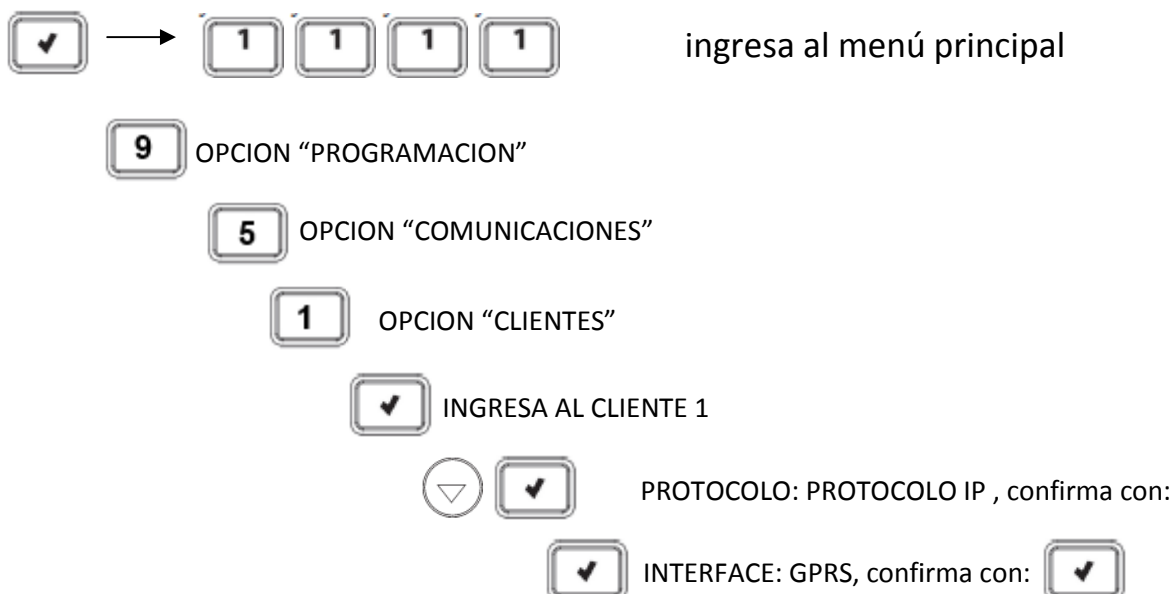 ✔ → 1 1 1 1 ingresa al menú principal
9 OPCION “PROGRAMACION”
5 OPCION “COMUNICACIONES”
1 OPCION “CLIENTES”
✔ INGRESA AL CLIENTE 1
▽ ✔ PROTOCOLO: PROTOCOLO IP , confirma con:
✔ INTERFACE: GPRS, confirma con: ✔